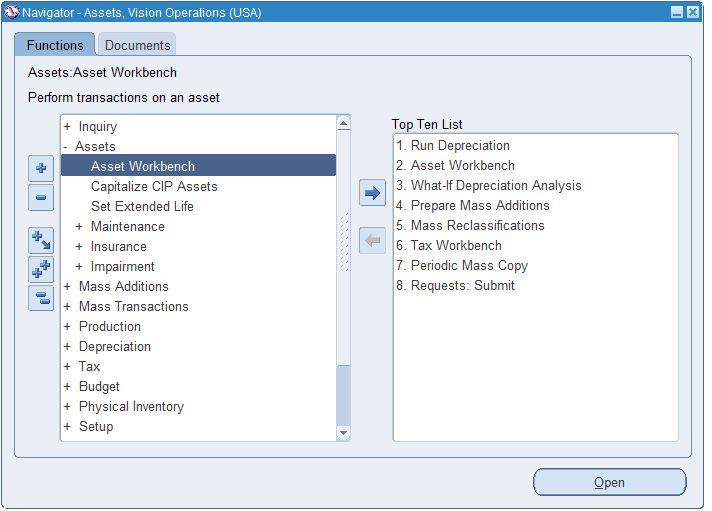 Navigator - Assets, Vision Operations (USA)
Functions
Documents
Assets:Asset Workbench
Perform transactions on an asset
+ Inquiry
- Assets
Asset Workbench
Capitalize CIP Assets
Set Extended Life
+ Maintenance
+ Insurance
+ Impairment
+ Mass Additions
+ Mass Transactions
+ Production
+ Depreciation
+ Tax
+ Budget
+ Physical Inventory
+ Setup
Top Ten List
1. Run Depreciation
2. Asset Workbench
3. What-If Depreciation Analysis
4. Prepare Mass Additions
5. Mass Reclassifications
6. Tax Workbench
7. Periodic Mass Copy
8. Requests: Submit
Open